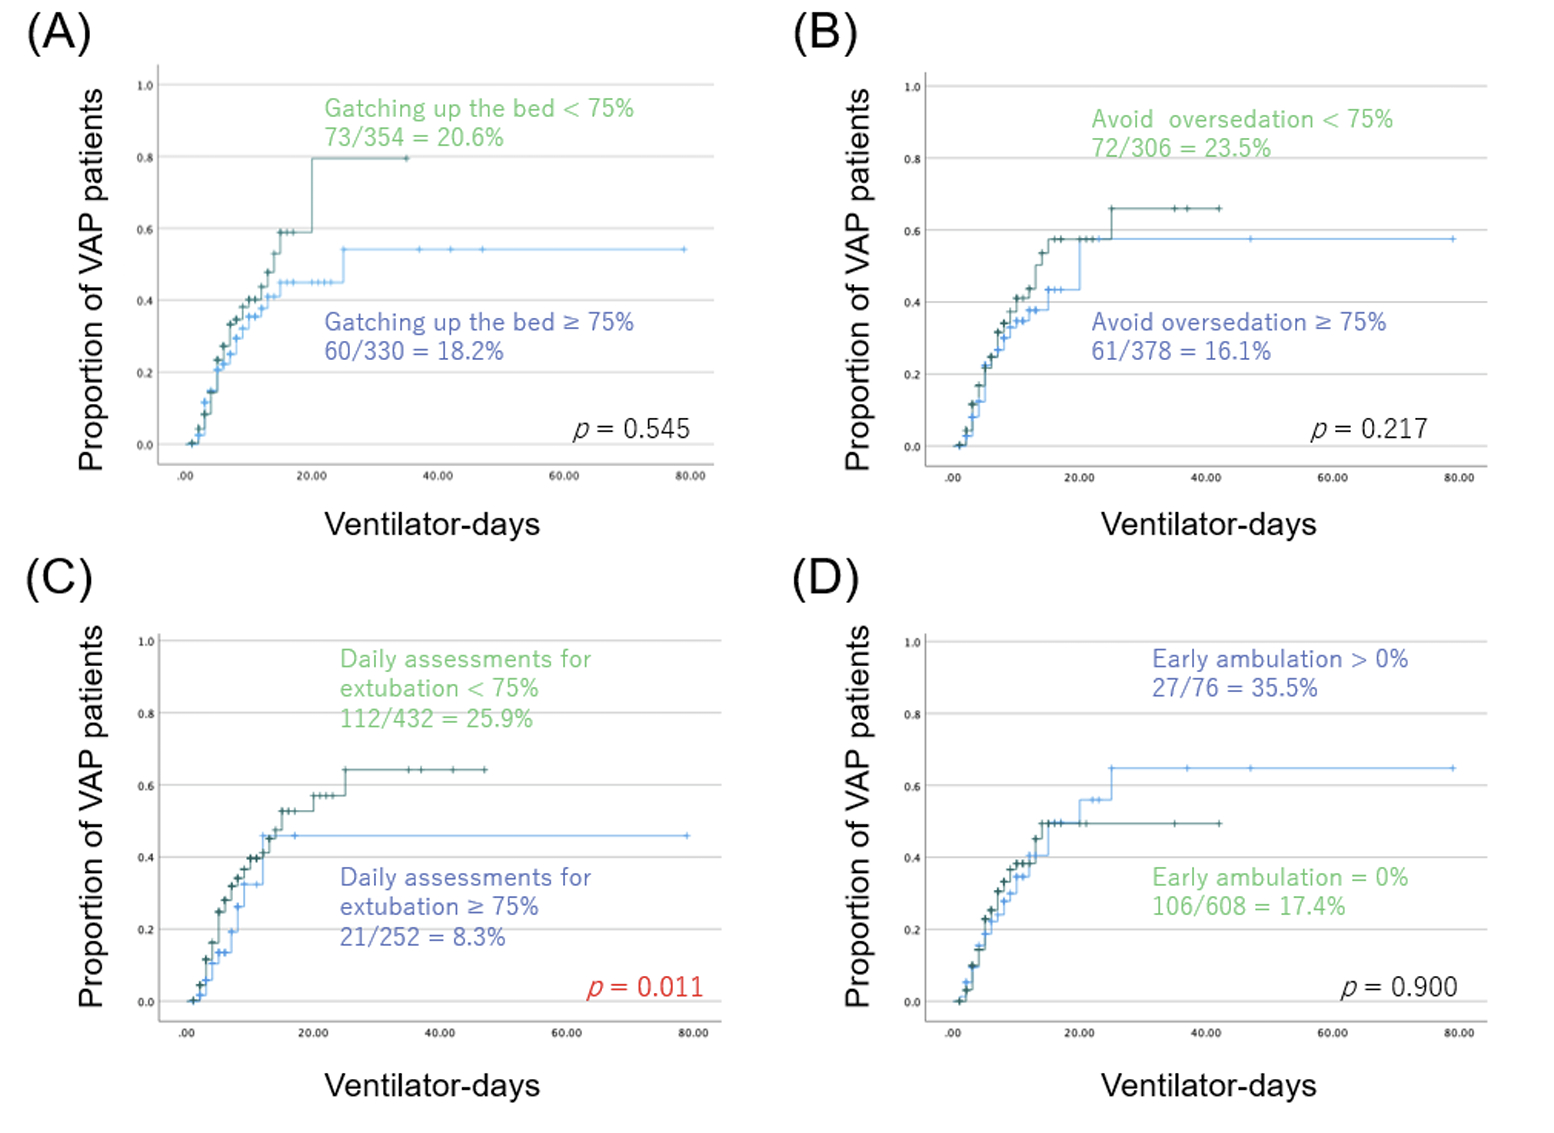 (A)
Proportion of VAP patients
1.0
0.8
0.6
0.4
0.2
0.0
Gatching up the bed < 75%
73/354 = 20.6%
Gatching up the bed ≥ 75%
60/330 = 18.2%
p = 0.545
.00 20.00 40.00 60.00 80.00
Ventilator-days
(B)
Proportion of VAP patients
1.0
0.8
0.6
0.4
0.2
0.0
Avoid oversedation < 75%
72/306 = 23.5%
Avoid oversedation ≥ 75%
61/378 = 16.1%
p = 0.217
.00 20.00 40.00 60.00 80.00
Ventilator-days
(C)
Proportion of VAP patients
1.0
0.8
0.6
0.4
0.2
0.0
Daily assessments for
extubation < 75%
112/432 = 25.9%
Daily assessments for
extubation ≥ 75%
21/252 = 8.3%
p = 0.011
.00 20.00 40.00 60.00 80.00
Ventilator-days
(D)
Proportion of VAP patients
1.0
0.8
0.6
0.4
0.2
0.0
Early ambulation > 0%
27/76 = 35.5%
Early ambulation = 0%
106/608 = 17.4%
p = 0.900
.00 20.00 40.00 60.00 80.00
Ventilator-days